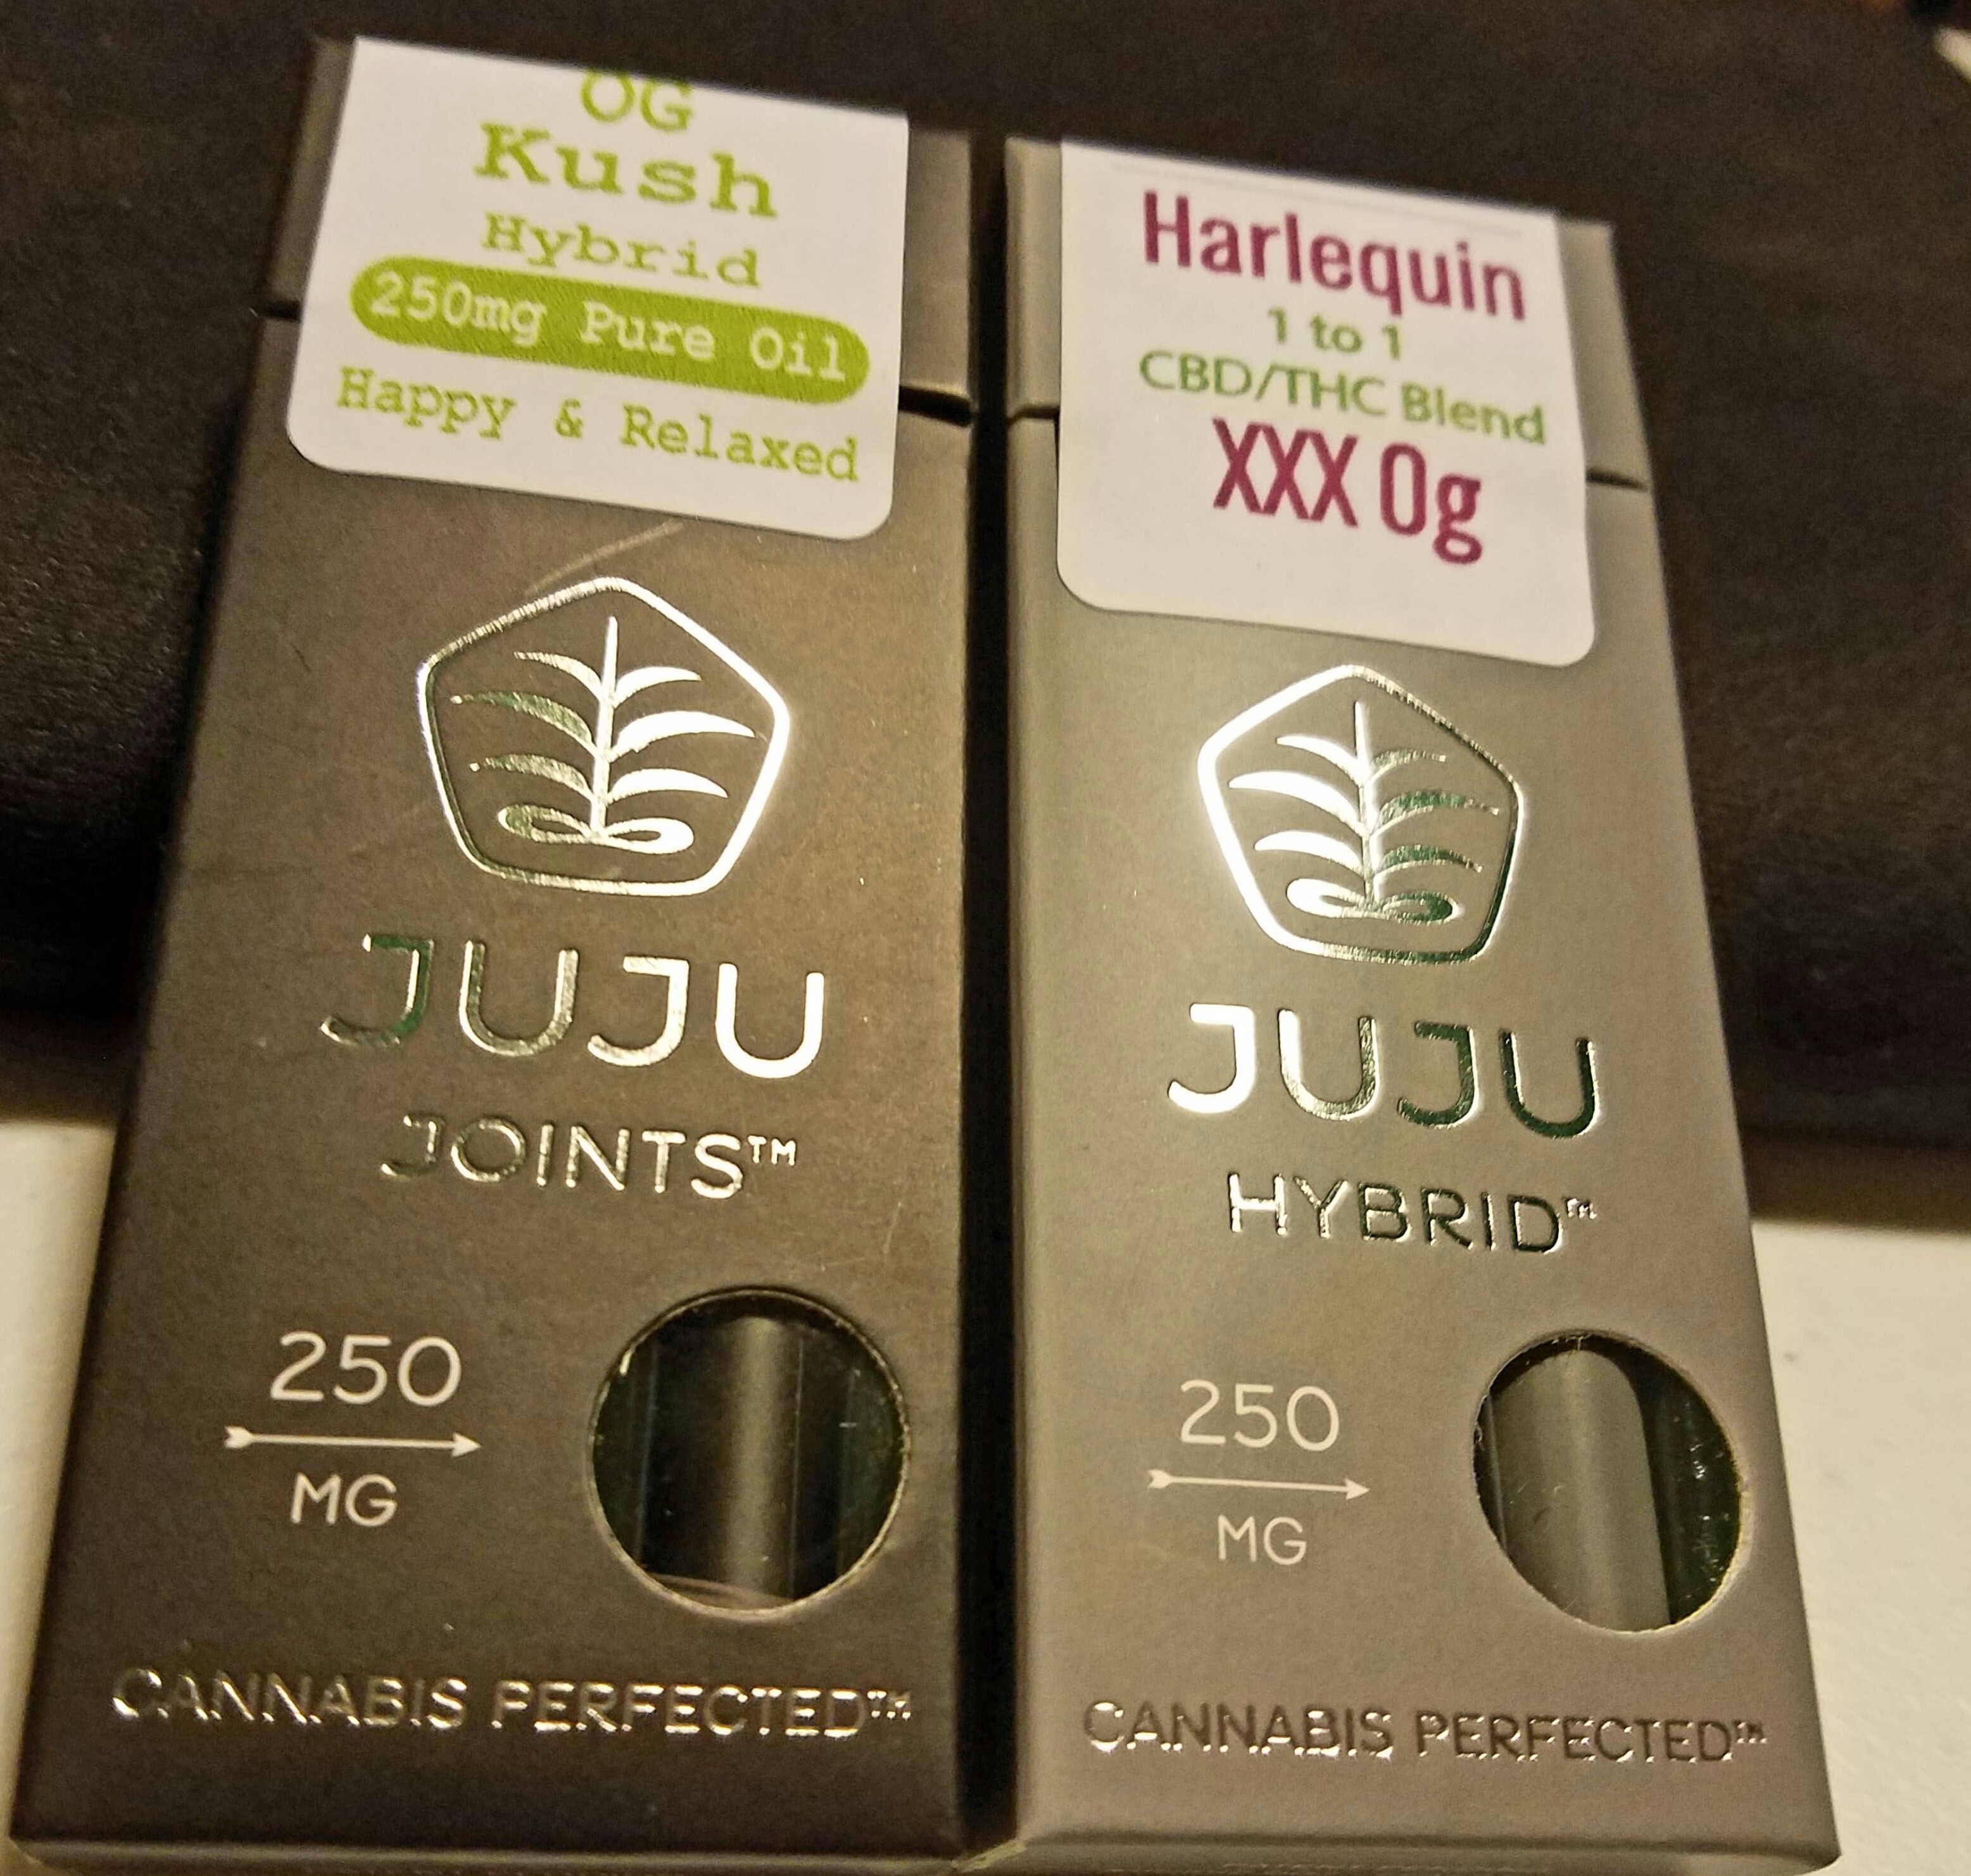 OG
Kush
Hybrid
250mg Pure Oil
Happy & Relaxed
JUJU
JOINTS™
250
MG
CANNABIS PERFECTED™
Harlequin
1 to 1
CBD/THC Blend
XXX Og
JUJU
HYBRID™
250
MG
CANNABIS PERFECTED™